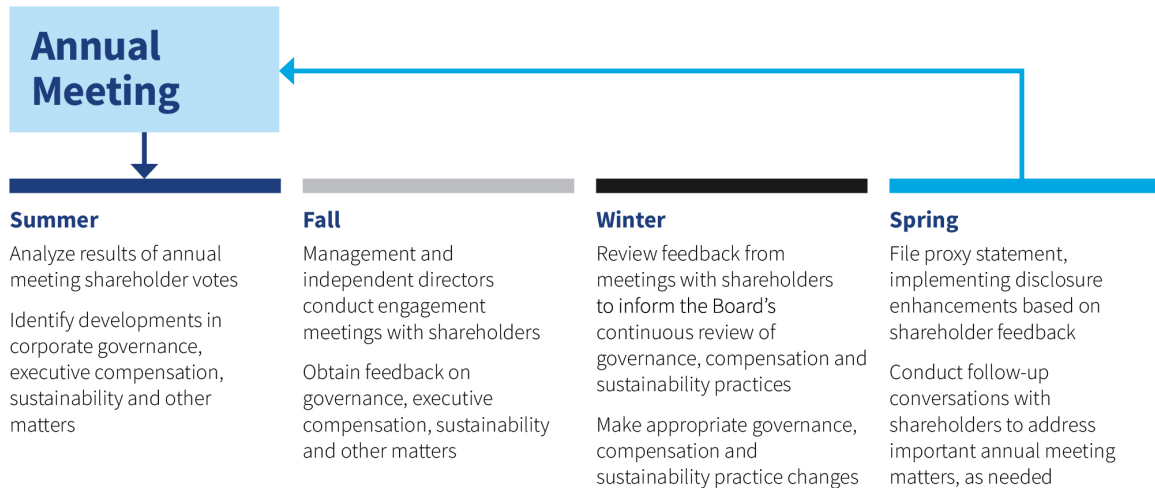 Annual
Meeting
Summer
Analyze results of annual
meeting shareholder votes
Identify developments in
corporate governance,
executive compensation,
sustainability and other
matters
Fall
Management and
independent directors
conduct engagement
meetings with shareholders
Obtain feedback on
governance, executive
compensation, sustainability
and other matters
Winter
Review feedback from
meetings with shareholders
to inform the Board’s
continuous review of
governance, compensation and
sustainability practices
Make appropriate governance,
compensation and
sustainability practice changes
Spring
File proxy statement,
implementing disclosure
enhancements based on
shareholder feedback
Conduct follow-up
conversations with
shareholders to address
important annual meeting
matters, as needed